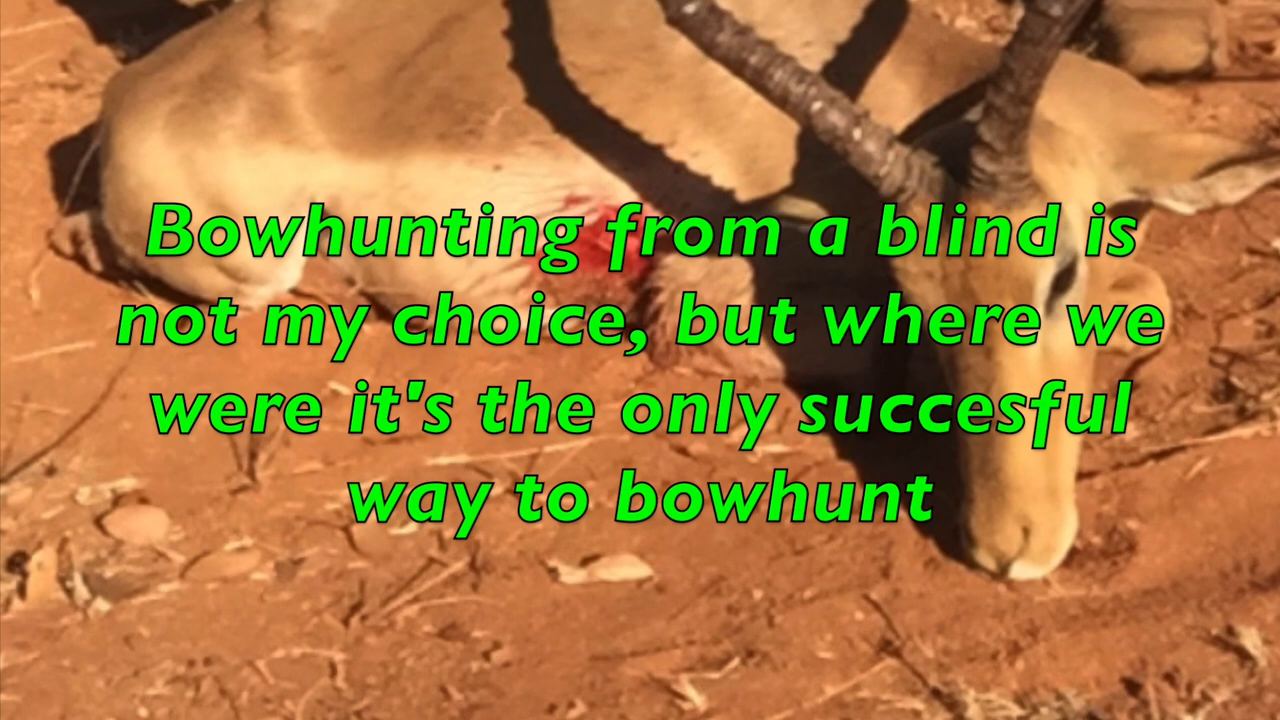 Bowhunting from a blind is
not my choice, but where we
were it's the only succesful
way to bowhunt